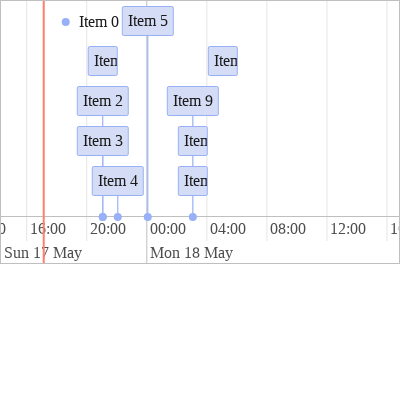 Item 0
Item 5
Iten
Iten
Item 2
Item 9
Item 3
Iten
Item 4
Iten
16:00 20:00 00:00 04:00 08:00 12:00
Sun 17 May Mon 18 May